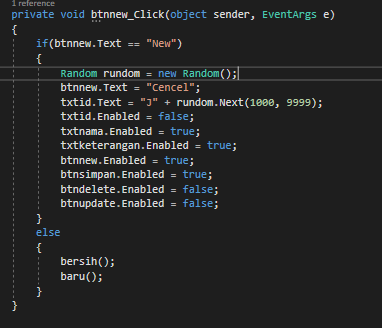 1 reference
private void btnnew_Click(object sender, EventArgs e)
{
if(btnnew.Text == "New")
{
Random rundom = new Random();
btnnew.Text = "Cencel";
txtid.Text = "J" + rundom.Next(1000, 9999);
txtid.Enabled = false;
txtnama.Enabled = true;
txtketerangan.Enabled = true;
btnnew.Enabled = true;
btnsimpan.Enabled = true;
btndelete.Enabled = false;
btnupdate.Enabled = false;
}
else
{
bersih();
baru();
}
}